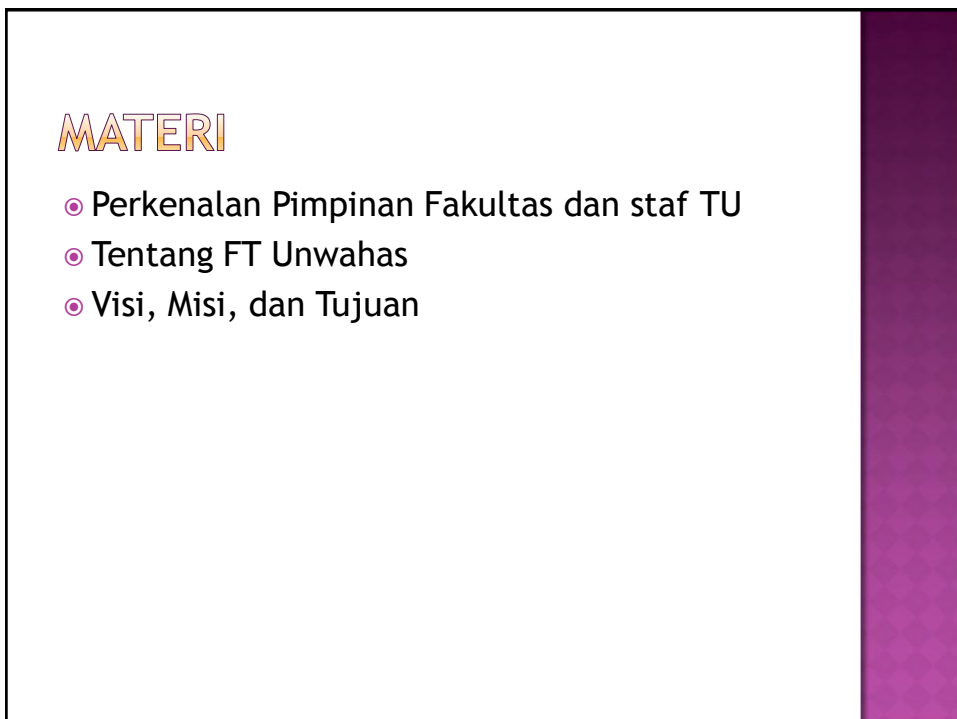 MATERI
Perkenalan Pimpinan Fakultas dan staf TU
Tentang FT Unwahas
Visi, Misi, dan Tujuan